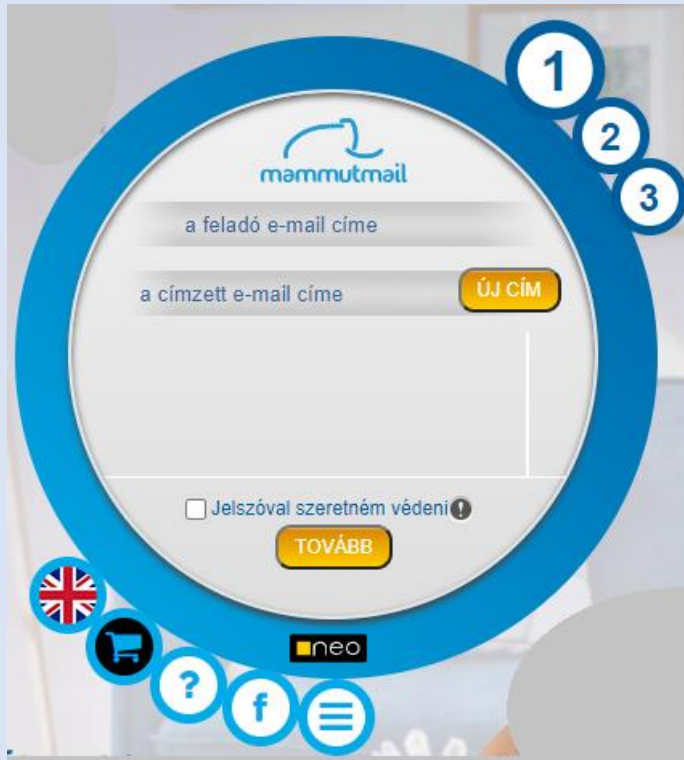 1
2
3
mammutmail
a feladó e-mail címe
a címzett e-mail címe
ÚJ CÍM
Jelszóval szeretném védeni
!
TOVÁBB
neo
?
f